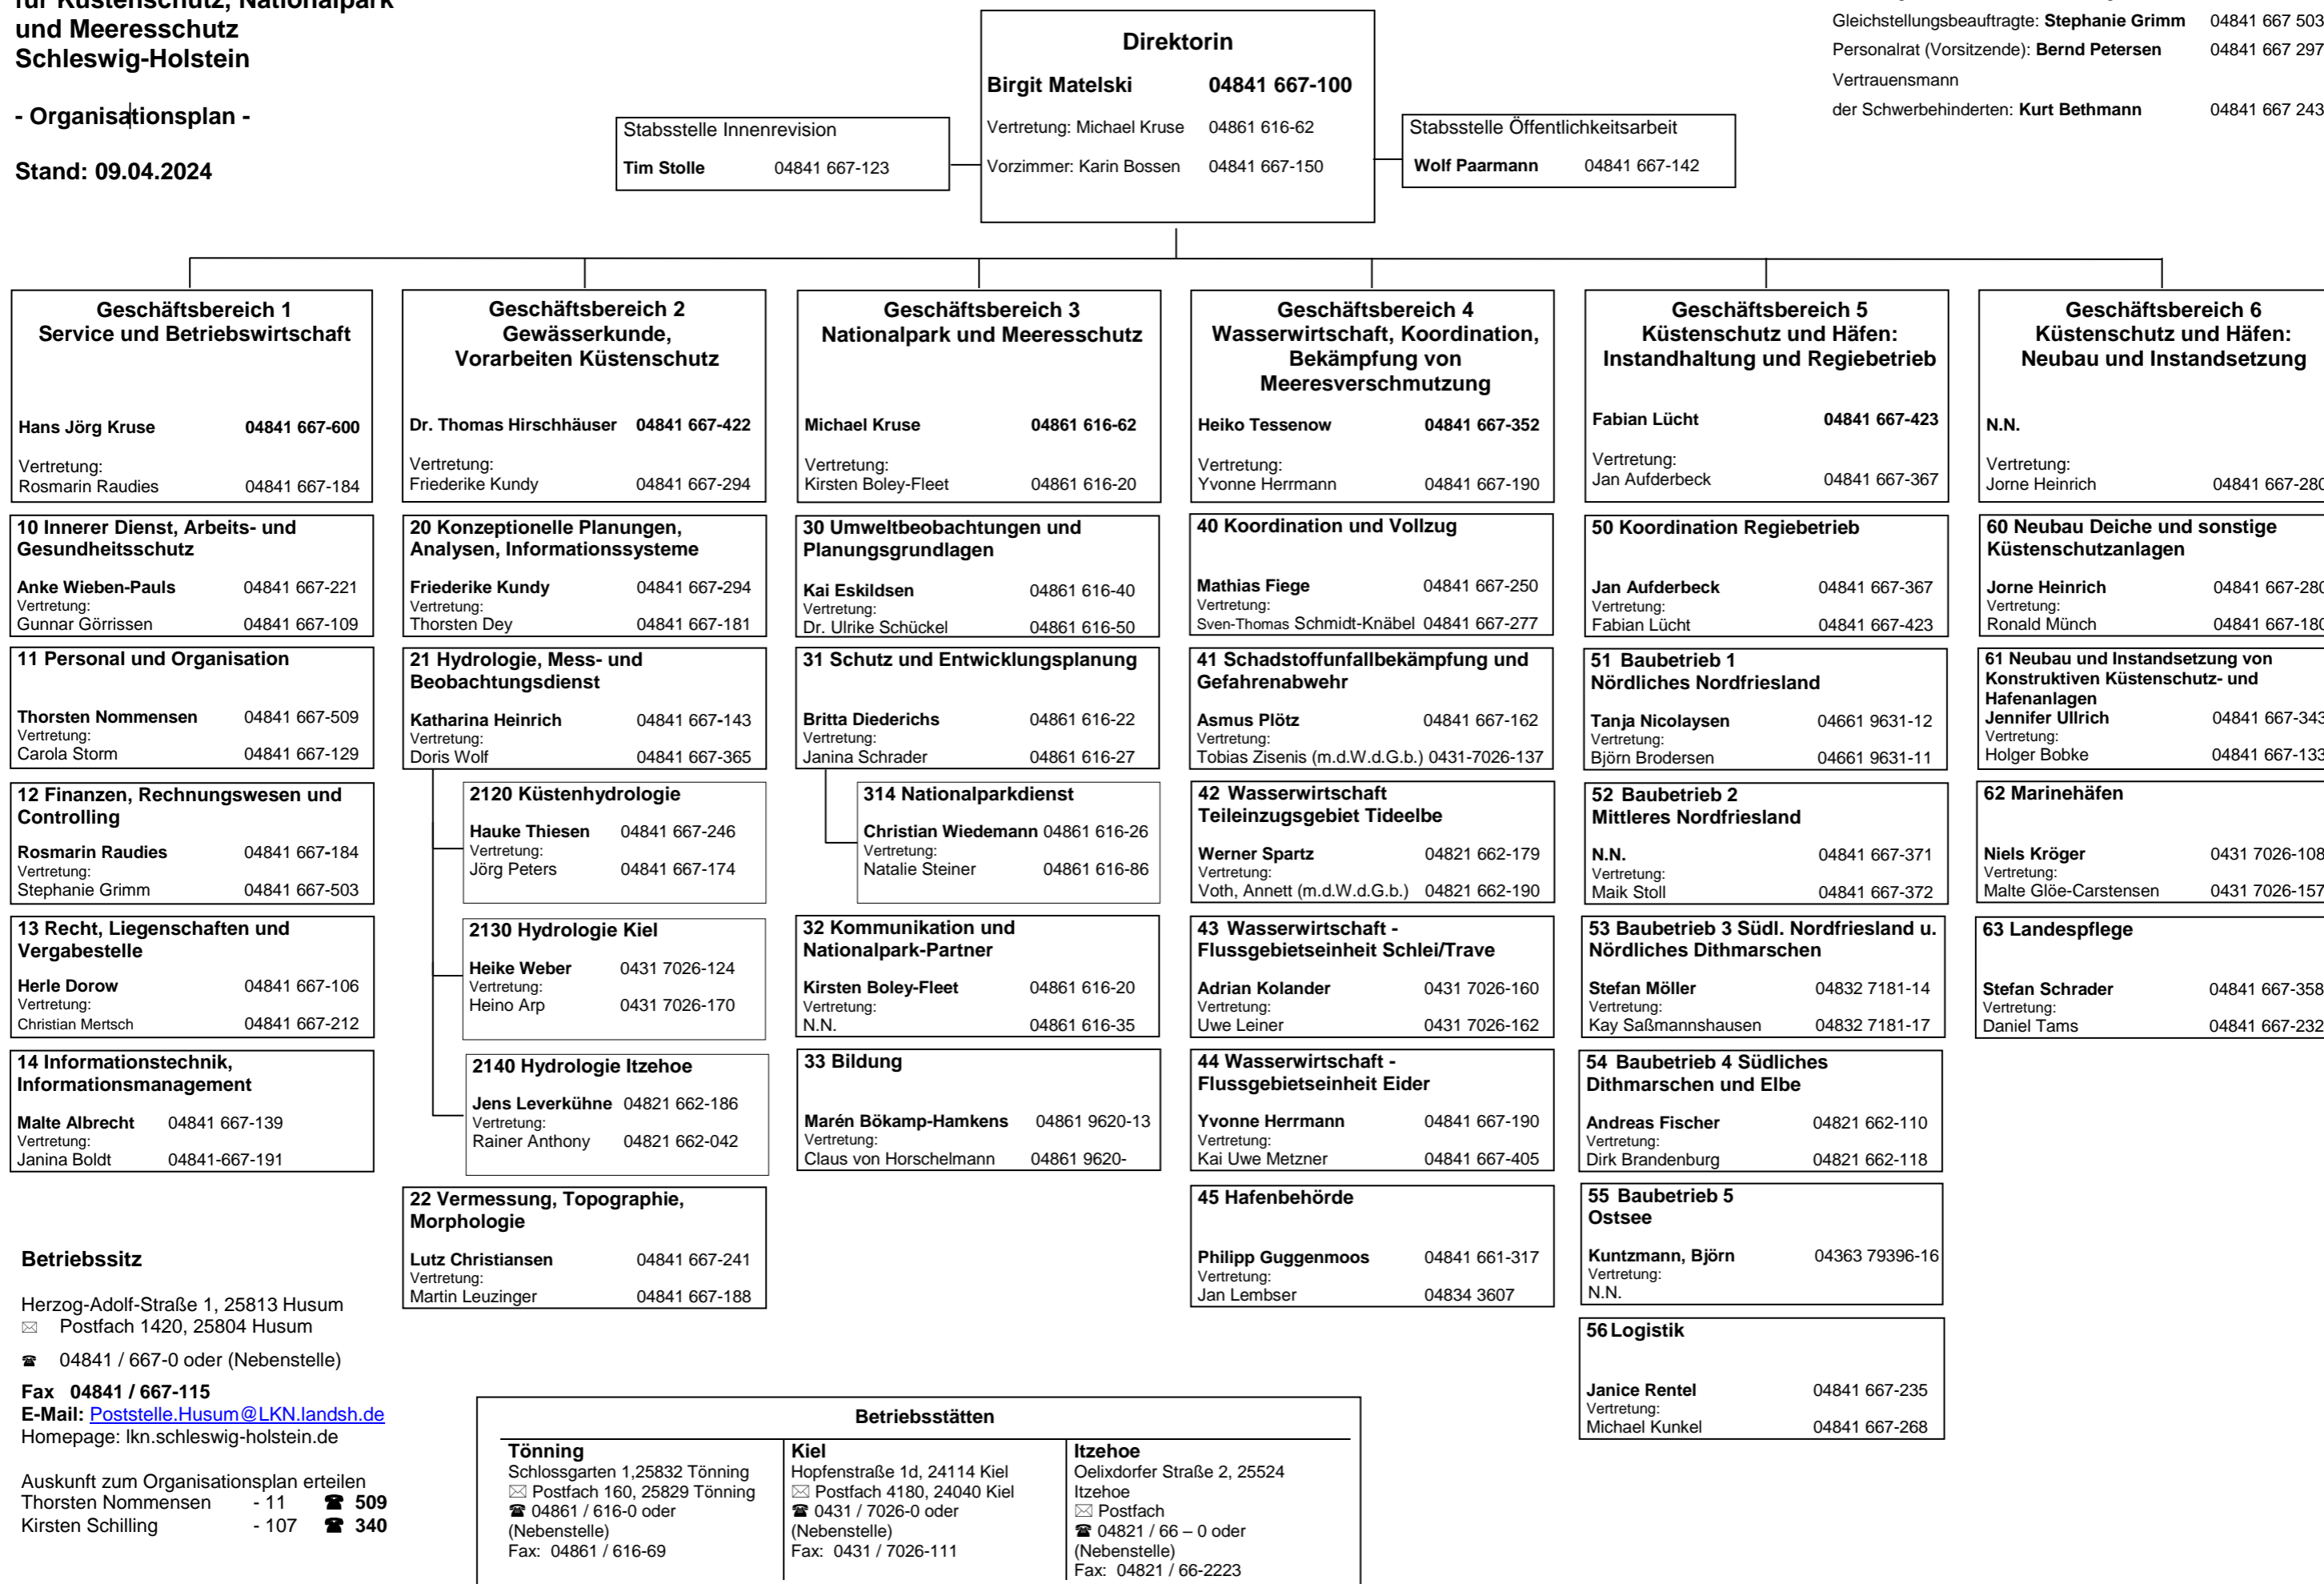 für Küstenschutz, Nationalpark
und Meeresschutz
Schleswig-Holstein
- Organisationsplan -
Stand: 09.04.2024
Stabsstelle Innenrevision
Tim Stolle 04841 667-123
Direktorin
Birgit Matelski 04841 667-100
Vertretung: Michael Kruse 04861 616-62
Vorzimmer: Karin Bossen 04841 667-150
Stabsstelle Öffentlichkeitsarbeit
Wolf Paarmann 04841 667-142
Gleichstellungsbeauftragte: Stephanie Grimm 04841 667 503
Personalrat (Vorsitzende): Bernd Petersen 04841 667 297
Vertrauensmann
der Schwerbehinderten: Kurt Bethmann 04841 667 243
Geschäftsbereich 1
Service und Betriebswirtschaft
Hans Jörg Kruse 04841 667-600
Vertretung:
Rosmarin Raudies 04841 667-184
10 Innerer Dienst, Arbeits- und
Gesundheitsschutz
Anke Wieben-Pauls 04841 667-221
Vertretung:
Gunnar Görrissen 04841 667-109
11 Personal und Organisation
Thorsten Nommensen 04841 667-509
Vertretung:
Carola Storm 04841 667-129
12 Finanzen, Rechnungswesen und
Controlling
Rosmarin Raudies 04841 667-184
Vertretung:
Stephanie Grimm 04841 667-503
13 Recht, Liegenschaften und
Vergabestelle
Herle Dorow 04841 667-106
Vertretung:
Christian Mertsch 04841 667-212
14 Informationstechnik,
Informationsmanagement
Malte Albrecht 04841 667-139
Vertretung:
Janina Boldt 04841-667-191
Geschäftsbereich 2
Gewässerkunde,
Vorarbeiten Küstenschutz
Dr. Thomas Hirschhäuser 04841 667-422
Vertretung:
Friederike Kundy 04841 667-294
20 Konzeptionelle Planungen,
Analysen, Informationssysteme
Friederike Kundy 04841 667-294
Vertretung:
Thorsten Dey 04841 667-181
21 Hydrologie, Mess- und
Beobachtungsdienst
Katharina Heinrich 04841 667-143
Vertretung:
Doris Wolf 04841 667-365
2120 Küstenhydrologie
Hauke Thiesen 04841 667-246
Vertretung:
Jörg Peters 04841 667-174
2130 Hydrologie Kiel
Heike Weber 0431 7026-124
Vertretung:
Heino Arp 0431 7026-170
2140 Hydrologie Itzehoe
Jens Leverkühne 04821 662-186
Vertretung:
Rainer Anthony 04821 662-042
22 Vermessung, Topographie,
Morphologie
Lutz Christiansen 04841 667-241
Vertretung:
Martin Leuzinger 04841 667-188
Geschäftsbereich 3
Nationalpark und Meeresschutz
Michael Kruse 04861 616-62
Vertretung:
Kirsten Boley-Fleet 04861 616-20
30 Umweltbeobachtungen und
Planungsgrundlagen
Kai Eskildsen 04861 616-40
Vertretung:
Dr. Ulrike Schückel 04861 616-50
31 Schutz und Entwicklungsplanung
Britta Diederichs 04861 616-22
Vertretung:
Janina Schrader 04861 616-27
314 Nationalparkdienst
Christian Wiedemann 04861 616-26
Vertretung:
Natalie Steiner 04861 616-86
32 Kommunikation und
Nationalpark-Partner
Kirsten Boley-Fleet 04861 616-20
Vertretung:
N.N. 04861 616-35
33 Bildung
Marén Bökamp-Hamkens 04861 9620-13
Vertretung:
Claus von Horschelmann 04861 9620-
Geschäftsbereich 4
Wasserwirtschaft, Koordination,
Bekämpfung von
Meeresverschmutzung
Heiko Tessenow 04841 667-352
Vertretung:
Yvonne Herrmann 04841 667-190
40 Koordination und Vollzug
Mathias Fiege 04841 667-250
Vertretung:
Sven-Thomas Schmidt-Knäbel 04841 667-277
41 Schadstoffunfallbekämpfung und
Gefahrenabwehr
Asmus Plötz 04841 667-162
Vertretung:
Tobias Zisenis (m.d.W.d.G.b.) 0431-7026-137
42 Wasserwirtschaft
Teileinzugsgebiet Tideelbe
Werner Spartz 04821 662-179
Vertretung:
Voth, Annett (m.d.W.d.G.b.) 04821 662-190
43 Wasserwirtschaft -
Flussgebietseinheit Schlei/Trave
Adrian Kolander 0431 7026-160
Vertretung:
Uwe Leiner 0431 7026-162
44 Wasserwirtschaft -
Flussgebietseinheit Eider
Yvonne Herrmann 04841 667-190
Vertretung:
Kai Uwe Metzner 04841 667-405
45 Hafenbehörde
Philipp Guggenmoos 04841 661-317
Vertretung:
Jan Lembser 04834 3607
Geschäftsbereich 5
Küstenschutz und Häfen:
Instandhaltung und Regiebetrieb
Fabian Lücht 04841 667-423
Vertretung:
Jan Aufderbeck 04841 667-367
50 Koordination Regiebetrieb
Jan Aufderbeck 04841 667-367
Vertretung:
Fabian Lücht 04841 667-423
51 Baubetrieb 1
Nördliches Nordfriesland
Tanja Nicolaysen 04661 9631-12
Vertretung:
Björn Brodersen 04661 9631-11
52 Baubetrieb 2
Mittleres Nordfriesland
N.N. 04841 667-371
Vertretung:
Maik Stoll 04841 667-372
53 Baubetrieb 3 Südl. Nordfriesland u.
Nördliches Dithmarschen
Stefan Möller 04832 7181-14
Vertretung:
Kay Saßmannshausen 04832 7181-17
54 Baubetrieb 4 Südliches
Dithmarschen und Elbe
Andreas Fischer 04821 662-110
Vertretung:
Dirk Brandenburg 04821 662-118
55 Baubetrieb 5
Ostsee
Kuntzmann, Björn 04363 79396-16
Vertretung:
N.N.
56 Logistik
Janice Rentel 04841 667-235
Vertretung:
Michael Kunkel 04841 667-268
Geschäftsbereich 6
Küstenschutz und Häfen:
Neubau und Instandsetzung
N.N.
Vertretung:
Jorne Heinrich 04841 667-280
60 Neubau Deiche und sonstige
Küstenschutzanlagen
Jorne Heinrich 04841 667-280
Vertretung:
Ronald Münch 04841 667-180
61 Neubau und Instandsetzung von
Konstruktiven Küstenschutz- und
Hafenanlagen
Jennifer Ullrich 04841 667-343
Vertretung:
Holger Bobke 04841 667-133
62 Marinehäfen
Niels Kröger 0431 7026-108
Vertretung:
Malte Glöe-Carstensen 0431 7026-157
63 Landespflege
Stefan Schrader 04841 667-358
Vertretung:
Daniel Tams 04841 667-232
Betriebssitz
Herzog-Adolf-Straße 1, 25813 Husum
Postfach 1420, 25804 Husum
04841 / 667-0 oder (Nebenstelle)
Fax 04841 / 667-115
E-Mail: Poststelle.Husum@LKN.landsh.de
Homepage: lkn.schleswig-holstein.de
Auskunft zum Organisationsplan erteilen
Thorsten Nommensen - 11 ☎ 509
Kirsten Schilling - 107 ☎ 340
Betriebsstätten
Tönning
Schlossgarten 1,25832 Tönning
Postfach 160, 25829 Tönning
☎ 04861 / 616-0 oder
(Nebenstelle)
Fax: 04861 / 616-69
Kiel
Hopfenstraße 1d, 24114 Kiel
Postfach 4180, 24040 Kiel
☎ 0431 / 7026-0 oder
(Nebenstelle)
Fax: 0431 / 7026-111
Itzehoe
Oelixdorfer Straße 2, 25524
Itzehoe
Postfach
☎ 04821 / 66 – 0 oder
(Nebenstelle)
Fax: 04821 / 66-2223